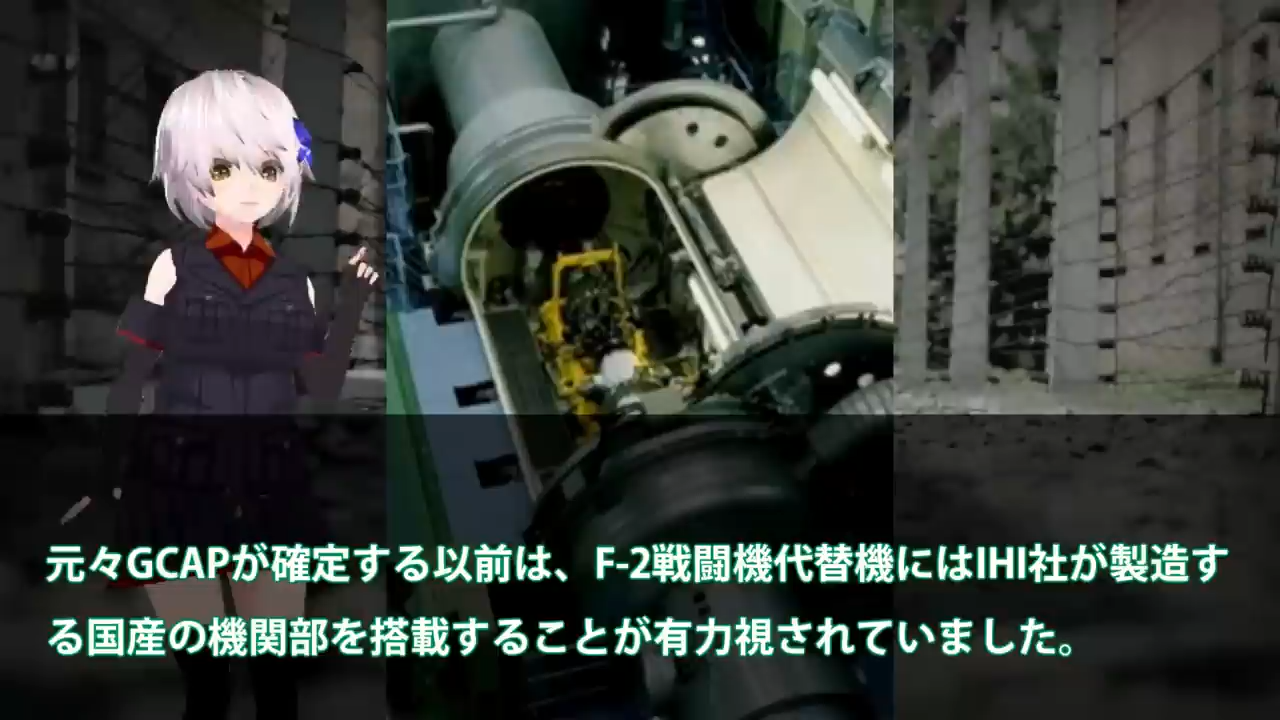 元々GCAPが確定する以前は、F-2戦闘機代替機にはIHI社が製造す
る国産の機関部を搭載することが有力視されていました。